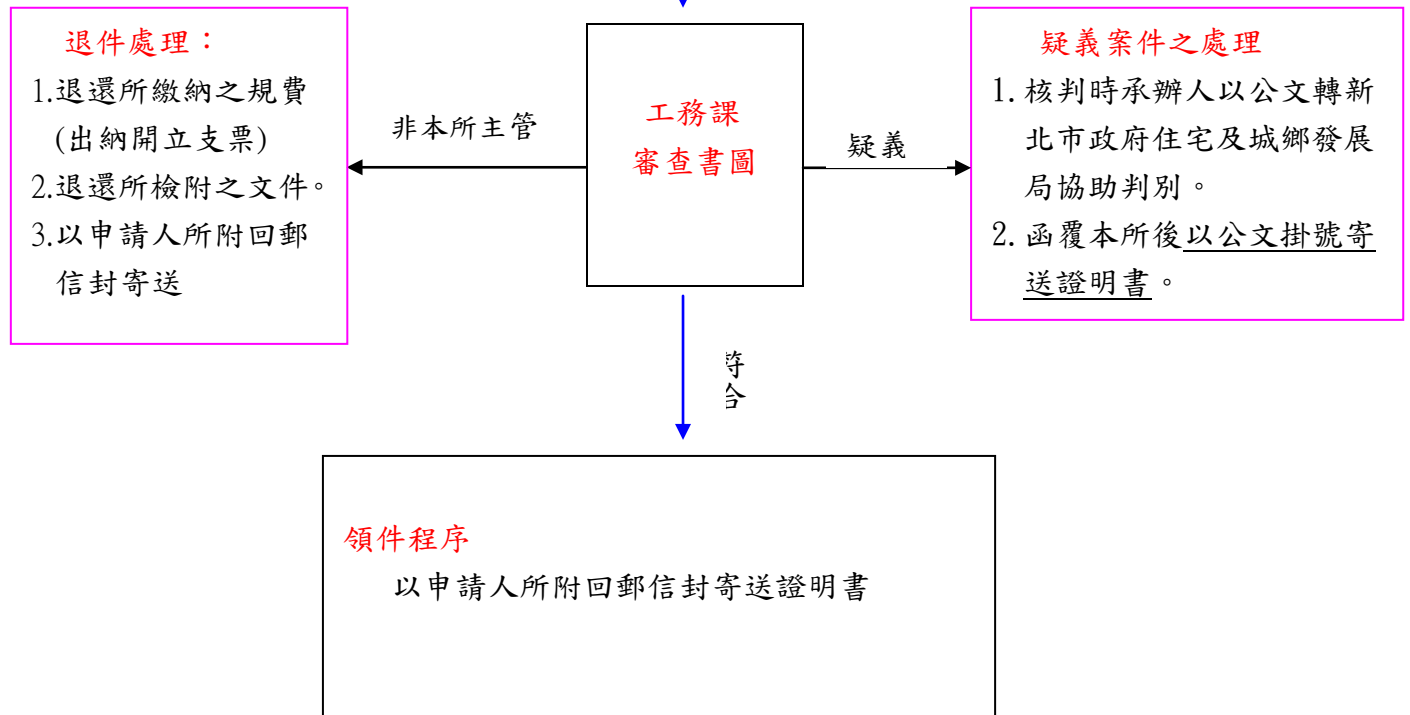 退件處理：
1.退還所繳納之規費
(出納開立支票)
2.退還所檢附之文件。
3.以申請人所附回郵
信封寄送
非本所主管
工務課
審查書圖
疑義
疑義案件之處理
1. 核判時承辦人以公文轉新
北市政府住宅及城鄉發展
局協助判別。
2. 函覆本所後以公文掛號寄
送證明書。
符
合
領件程序
以申請人所附回郵信封寄送證明書